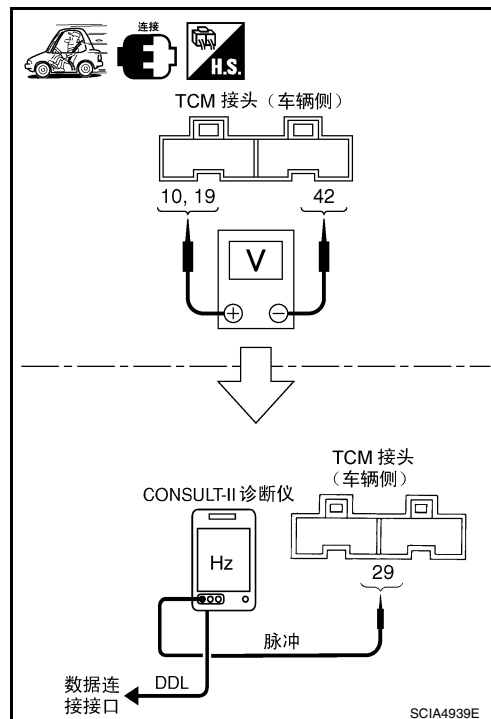 连接
H.S.
TCM 接头（车辆侧）
10, 19
42
V
+
−
TCM 接头
（车辆侧）
CONSULT-II 诊断仪
Hz
29
脉冲
数据连
接接口
DDL
SCIA4939E